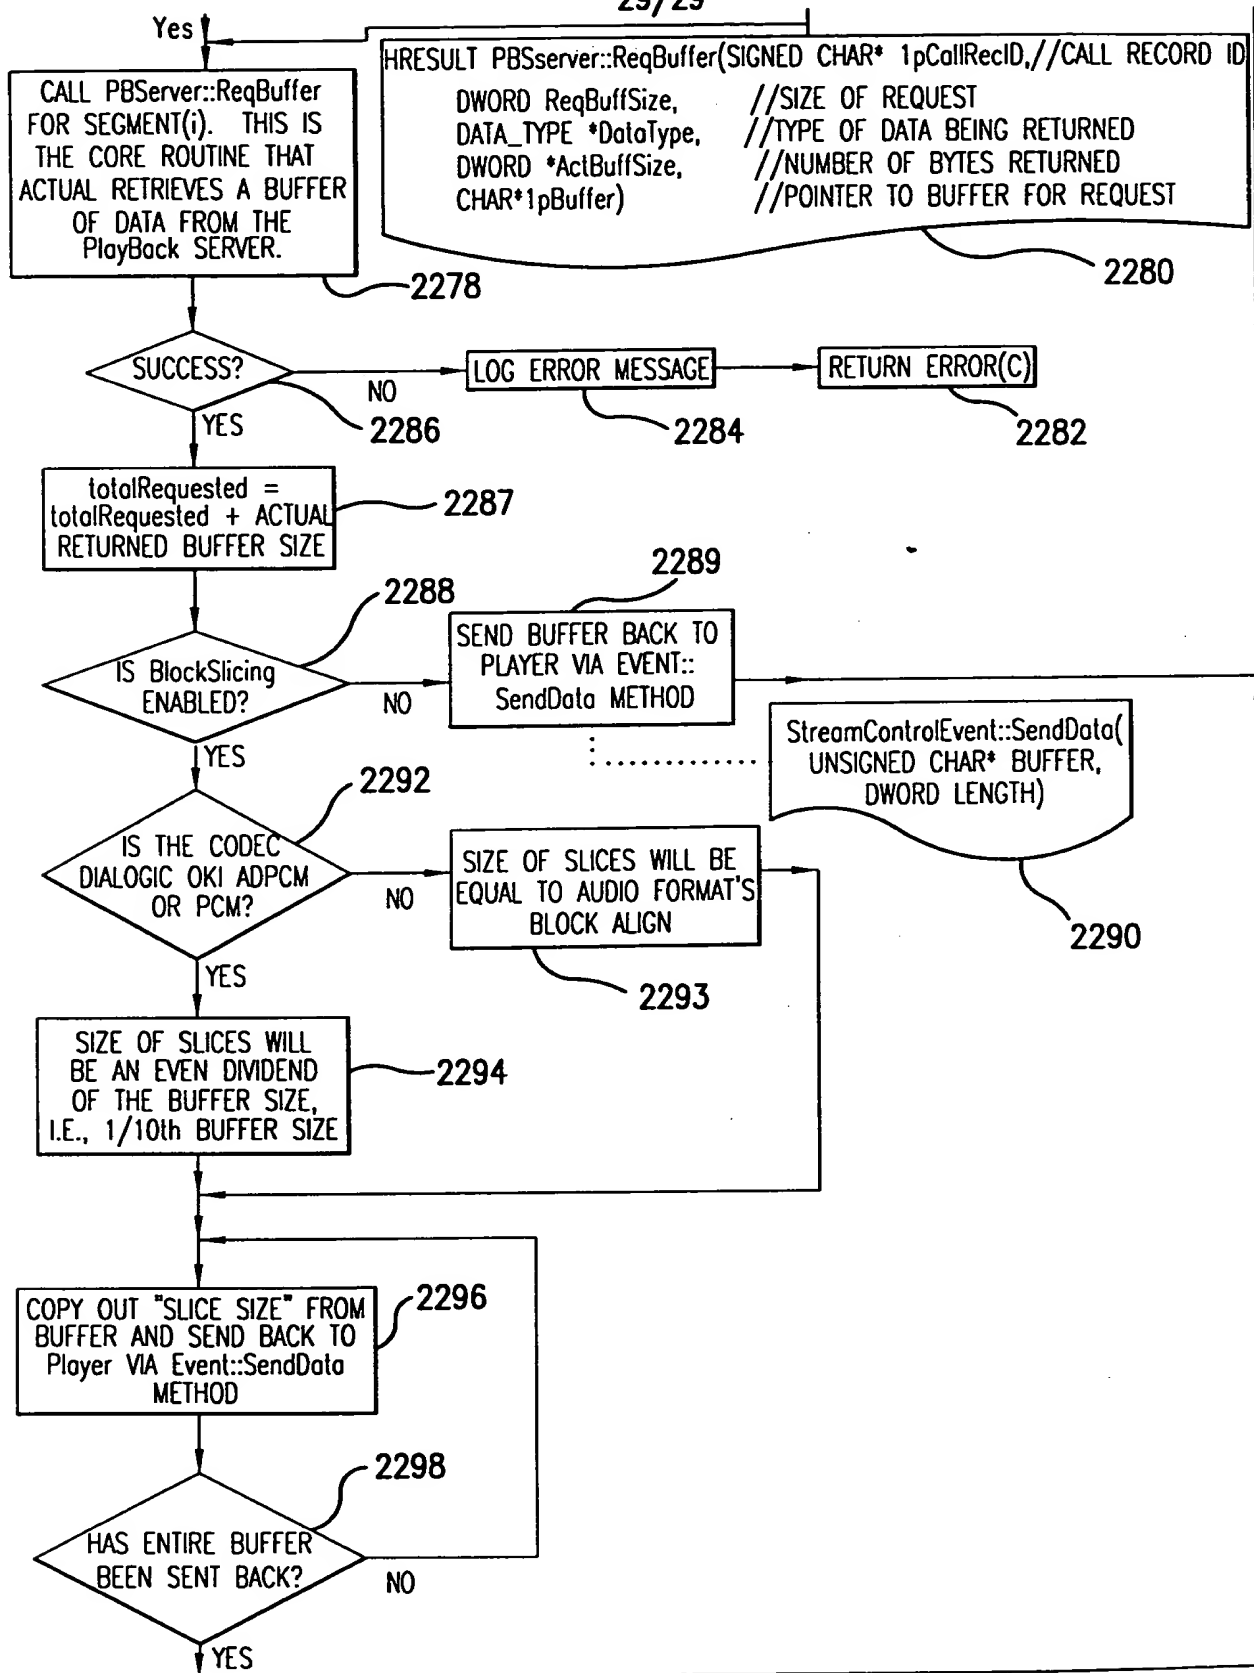 29/29
Yes
HRESULT PBSserver::ReqBuffer(SIGNED CHAR* 1pCallRecID,//CALL RECORD ID
DWORD ReqBuffSize, //SIZE OF REQUEST
DATA_TYPE *DataType, //TYPE OF DATA BEING RETURNED
DWORD *ActBuffSize, //NUMBER OF BYTES RETURNED
CHAR*1pBuffer) //POINTER TO BUFFER FOR REQUEST
2280
CALL PBServer::ReqBuffer
FOR SEGMENT(i). THIS IS
THE CORE ROUTINE THAT
ACTUAL RETRIEVES A BUFFER
OF DATA FROM THE
PlayBack SERVER.
2278
SUCCESS?
NO
2286
LOG ERROR MESSAGE
2284
RETURN ERROR(C)
2282
YES
totalRequested =
totalRequested + ACTUAL
RETURNED BUFFER SIZE
2287
2288
IS BlockSlicing
ENABLED?
NO
2289
SEND BUFFER BACK TO
PLAYER VIA EVENT::
SendData METHOD
StreamControlEvent::SendData(
UNSIGNED CHAR* BUFFER,
DWORD LENGTH)
2290
YES
2292
IS THE CODEC
DIALOGIC OKI ADPCM
OR PCM?
NO
SIZE OF SLICES WILL BE
EQUAL TO AUDIO FORMAT'S
BLOCK ALIGN
2293
YES
SIZE OF SLICES WILL
BE AN EVEN DIVIDEND
OF THE BUFFER SIZE,
I.E., 1/10th BUFFER SIZE
2294
COPY OUT "SLICE SIZE" FROM
BUFFER AND SEND BACK TO
Player VIA Event::SendData
METHOD
2296
2298
HAS ENTIRE BUFFER
BEEN SENT BACK?
NO
YES